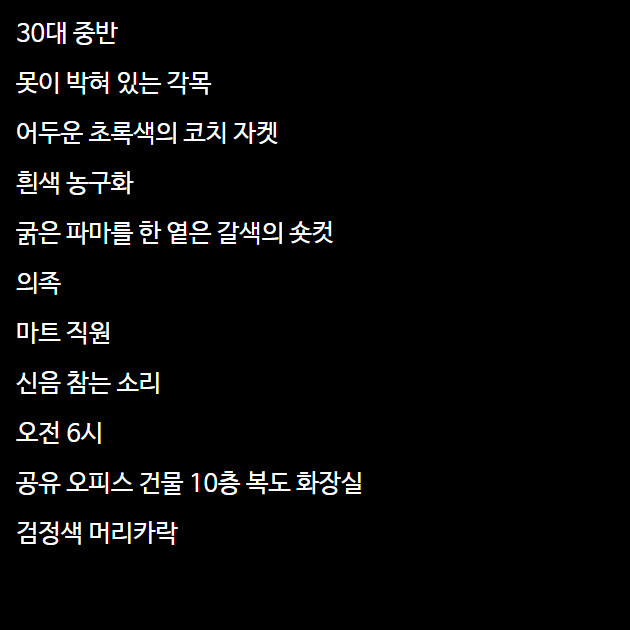 30대 중반
못이 박혀 있는 각목
어두운 초록색의 코치 자켓
흰색 농구화
굵은 파마를 한 옅은 갈색의 숏컷
의족
마트 직원
신음 참는 소리
오전 6시
공유 오피스 건물 10층 복도 화장실
검정색 머리카락